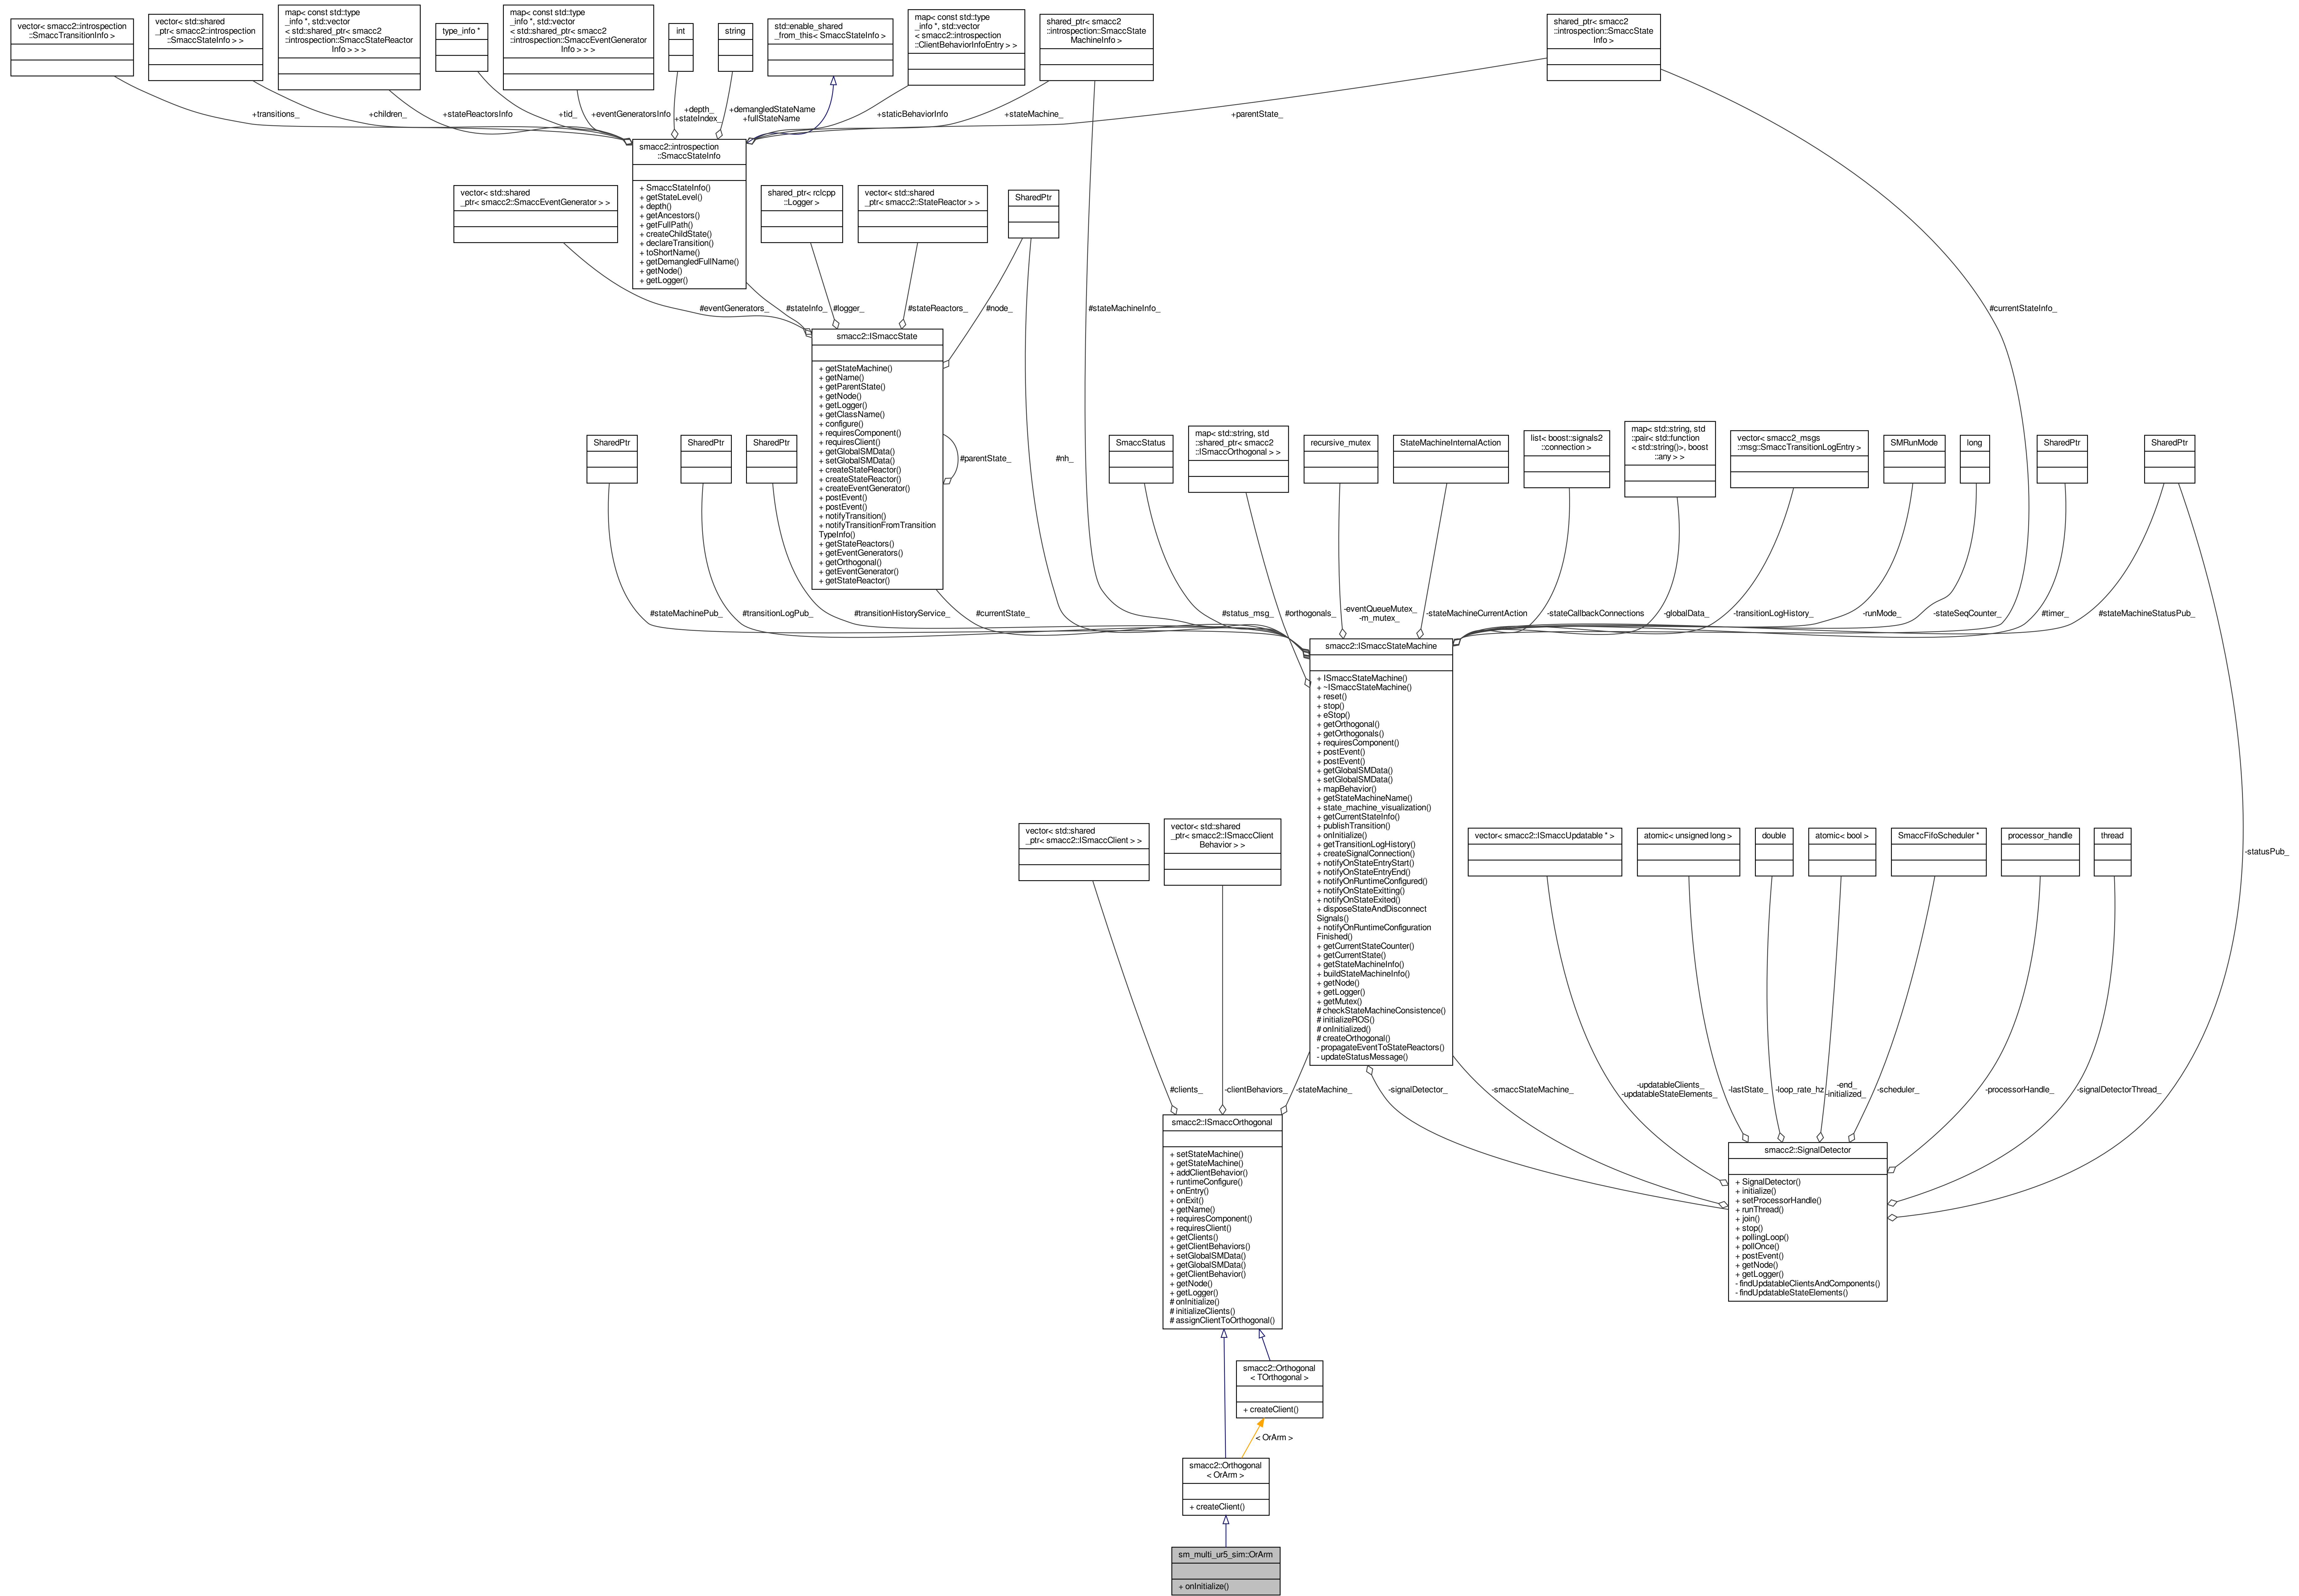 vector< smacc2::introspection
::SmaccTransitionInfo >
vector< std::shared
_ptr< smacc2::introspection
::SmaccStateInfo > >
map< const std::type
_info *, std::vector
< std::shared_ptr< smacc2
::introspection::SmaccStateReactor
Info > > >
type_info *
map< const std::type
_info *, std::vector
< std::shared_ptr< smacc2
::introspection::SmaccEventGenerator
Info > > >
int
string
std::enable_shared
_from_this< SmaccStateInfo >
map< const std::type
_info *, std::vector
< smacc2::introspection
::ClientBehaviorInfoEntry > >
shared_ptr< smacc2
::introspection::SmaccState
MachineInfo >
shared_ptr< smacc2
::introspection::SmaccState
Info >
+transitions_
+children_
+stateReactorsInfo
+tid_
+eventGeneratorsInfo
+depth_
+stateIndex_
+demangledStateName
+fullStateName
+staticBehaviorInfo
+stateMachine_
+parentState_
smacc2::introspection
::SmaccStateInfo
+ SmaccStateInfo()
+ getStateLevel()
+ depth()
+ getAncestors()
+ getFullPath()
+ createChildState()
+ declareTransition()
+ toShortName()
+ getDemangledFullName()
+ getNode()
+ getLogger()
vector< std::shared
_ptr< smacc2::SmaccEventGenerator > >
shared_ptr< rclcpp
::Logger >
vector< std::shared
_ptr< smacc2::StateReactor > >
SharedPtr
#eventGenerators_
#stateInfo_
#logger_
#stateReactors_
#node_
#stateMachineInfo_
#currentStateInfo_
smacc2::ISmaccState
+ getStateMachine()
+ getName()
+ getParentState()
+ getNode()
+ getLogger()
+ getClassName()
+ configure()
+ requiresComponent()
+ requiresClient()
+ getGlobalSMData()
+ setGlobalSMData()
+ createStateReactor()
+ createStateReactor()
+ createEventGenerator()
+ postEvent()
+ postEvent()
+ notifyTransition()
+ notifyTransitionFromTransition
TypeInfo()
+ getStateReactors()
+ getEventGenerators()
+ getOrthogonal()
+ getEventGenerator()
+ getStateReactor()
#parentState_
#nh_
SharedPtr
SharedPtr
SharedPtr
SmaccStatus
map< std::string, std
::shared_ptr< smacc2
::ISmaccOrthogonal > >
recursive_mutex
StateMachineInternalAction
list< boost::signals2
::connection >
map< std::string, std
::pair< std::function
< std::string()>, boost
::any > >
vector< smacc2_msgs
::msg::SmaccTransitionLogEntry >
SMRunMode
long
SharedPtr
SharedPtr
#stateMachinePub_
#transitionLogPub_
#transitionHistoryService_
#currentState_
#status_msg_
#orthogonals_
-eventQueueMutex_
-m_mutex_
-stateMachineCurrentAction
-stateCallbackConnections
-globalData_
-transitionLogHistory_
-runMode_
-stateSeqCounter_
#timer_
#stateMachineStatusPub_
smacc2::ISmaccStateMachine
+ ISmaccStateMachine()
+ ~ISmaccStateMachine()
+ reset()
+ stop()
+ eStop()
+ getOrthogonal()
+ getOrthogonals()
+ requiresComponent()
+ postEvent()
+ postEvent()
+ getGlobalSMData()
+ setGlobalSMData()
+ mapBehavior()
+ getStateMachineName()
+ state_machine_visualization()
+ getCurrentStateInfo()
+ publishTransition()
+ onInitialize()
+ getTransitionLogHistory()
+ createSignalConnection()
+ notifyOnStateEntryStart()
+ notifyOnStateEntryEnd()
+ notifyOnRuntimeConfigured()
+ notifyOnStateExitting()
+ notifyOnStateExited()
+ disposeStateAndDisconnect
Signals()
+ notifyOnRuntimeConfiguration
Finished()
+ getCurrentStateCounter()
+ getCurrentState()
+ getStateMachineInfo()
+ buildStateMachineInfo()
+ getNode()
+ getLogger()
+ getMutex()
# checkStateMachineConsistence()
# initializeROS()
# onInitialized()
# createOrthogonal()
- propagateEventToStateReactors()
- updateStatusMessage()
vector< std::shared
_ptr< smacc2::ISmaccClient > >
vector< std::shared
_ptr< smacc2::ISmaccClient
Behavior > >
vector< smacc2::ISmaccUpdatable * >
atomic< unsigned long >
double
atomic< bool >
SmaccFifoScheduler *
processor_handle
thread
-statusPub_
#clients_
-clientBehaviors_
-stateMachine_
-signalDetector_
-smaccStateMachine_
-updatableClients_
-updatableStateElements_
-lastState_
-loop_rate_hz
-end_
-initialized_
-scheduler_
-processorHandle_
-signalDetectorThread_
smacc2::ISmaccOrthogonal
+ setStateMachine()
+ getStateMachine()
+ addClientBehavior()
+ runtimeConfigure()
+ onEntry()
+ onExit()
+ getName()
+ requiresComponent()
+ requiresClient()
+ getClients()
+ getClientBehaviors()
+ setGlobalSMData()
+ getGlobalSMData()
+ getClientBehavior()
+ getNode()
+ getLogger()
# onInitialize()
# initializeClients()
# assignClientToOrthogonal()
smacc2::SignalDetector
+ SignalDetector()
+ initialize()
+ setProcessorHandle()
+ runThread()
+ join()
+ stop()
+ pollingLoop()
+ pollOnce()
+ postEvent()
+ getNode()
+ getLogger()
- findUpdatableClientsAndComponents()
- findUpdatableStateElements()
smacc2::Orthogonal
< TOrthogonal >
+ createClient()
< OrArm >
smacc2::Orthogonal
< OrArm >
+ createClient()
sm_multi_ur5_sim::OrArm
+ onInitialize()